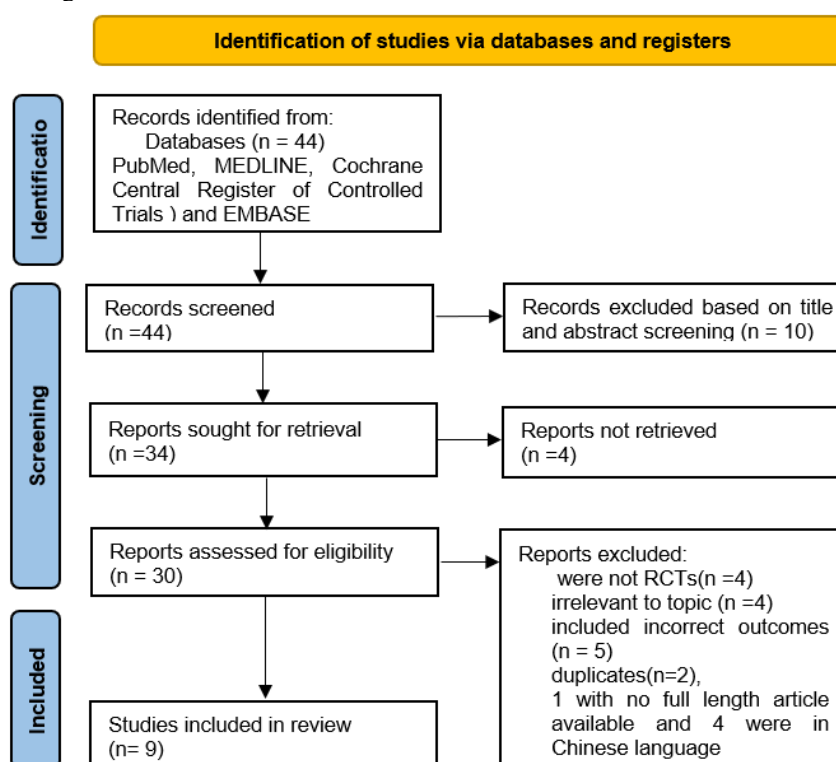 Identification of studies via databases and registers
Identificatio
Records identified from:
Databases (n = 44)
PubMed, MEDLINE, Cochrane
Central Register of Controlled
Trials ) and EMBASE
Screening
Records screened
(n =44)
Records excluded based on title
and abstract screening (n = 10)
Reports sought for retrieval
(n =34)
Reports not retrieved
(n =4)
Reports assessed for eligibility
(n = 30)
Reports excluded:
were not RCTs(n =4)
irrelevant to topic (n =4)
included incorrect outcomes
(n = 5)
duplicates(n=2),
1 with no full length article
available and 4 were in
Chinese language
Included
Studies included in review
(n= 9)